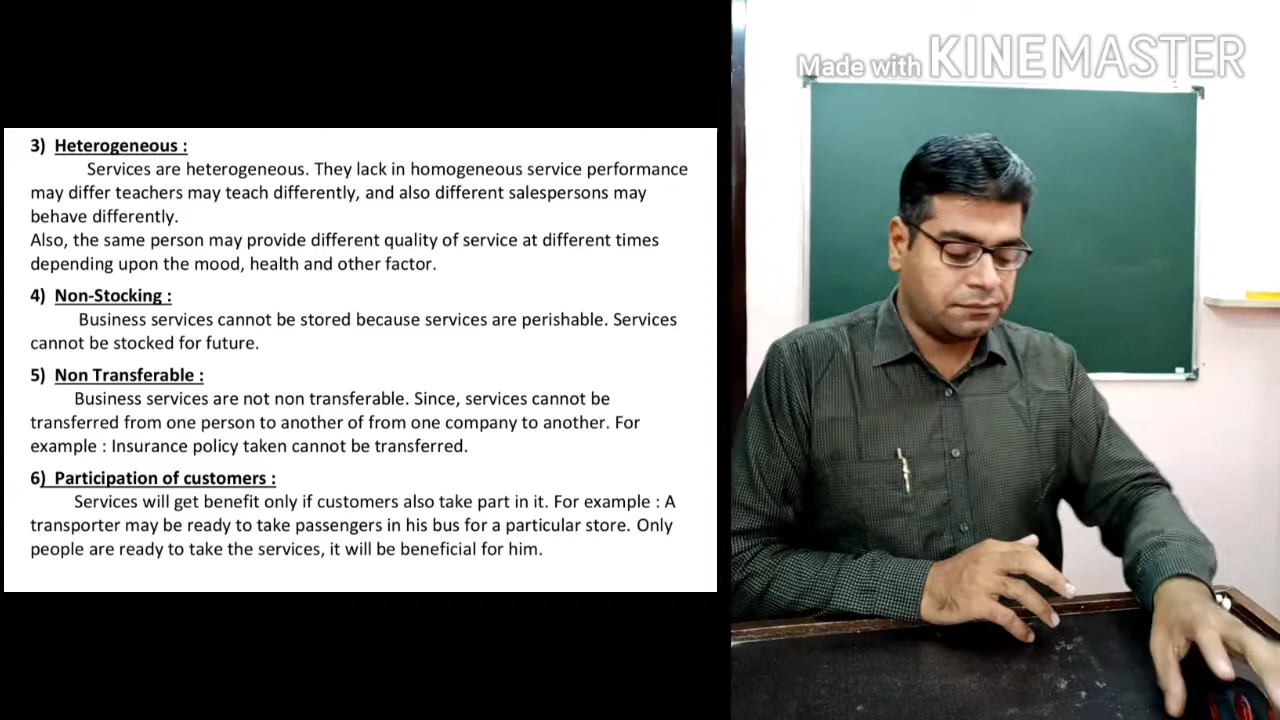 Made with KINEMASTER
3) Heterogeneous :
Services are heterogeneous. They lack in homogeneous service performance
may differ teachers may teach differently, and also different salespersons may
behave differently.
Also, the same person may provide different quality of service at different times
depending upon the mood, health and other factor.
4) Non-Stocking :
Business services cannot be stored because services are perishable. Services
cannot be stocked for future.
5) Non Transferable :
Business services are not non transferable. Since, services cannot be
transferred from one person to another of from one company to another. For
example : Insurance policy taken cannot be transferred.
6) Participation of customers :
Services will get benefit only if customers also take part in it. For example : A
transporter may be ready to take passengers in his bus for a particular store. Only
people are ready to take the services, it will be beneficial for him.